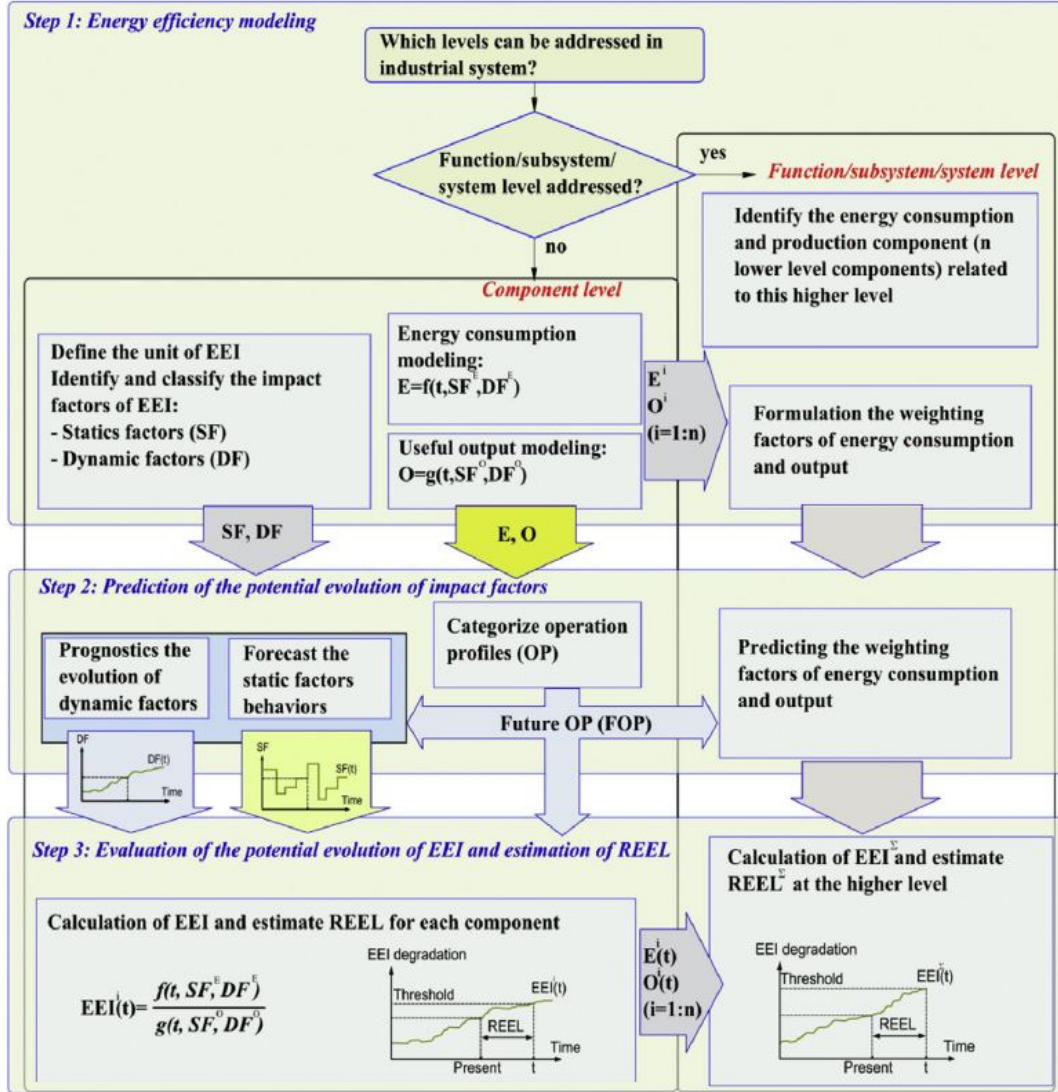 Step 1: Energy efficiency modeling
Which levels can be addressed in
industrial system?
Function/subsystem/
system level addressed?
yes
no
Function/subsystem/system level
Identify the energy consumption
and production component (n
lower level components) related
to this higher level
Component level
Define the unit of EEI
Identify and classify the impact
factors of EEI:
- Statics factors (SF)
- Dynamic factors (DF)
Energy consumption
modeling:
E=f(t,SF^E,DF^E)
Useful output modeling:
O=g(t,SF^O,DF^O)
E^i
O^i
(i=1:n)
Formulation the weighting
factors of energy consumption
and output
SF, DF
E, O
Step 2: Prediction of the potential evolution of impact factors
Prognostics the
evolution of
dynamic factors
Forecast the
static factors
behaviors
Categorize operation
profiles (OP)
Future OP (FOP)
Predicting the weighting
factors of energy consumption
and output
DF
DF(t)
Time
SF
SF(t)
Time
Step 3: Evaluation of the potential evolution of EEI and estimation of REEL
Calculation of EEI and estimate REEL for each component
EEI^i(t)= f(t, SF^E, DF^E)
g(t, SF^O, DF^O)
EEI degradation
Threshold
EEI^i(t)
REEL
Time
Present
t
E^i(t)
O^i(t)
(i=1:n)
Calculation of EEI^Σ and estimate
REEL^Σ at the higher level
EEI degradation
Threshold
EEI^Σ(t)
REEL
Time
Present
t